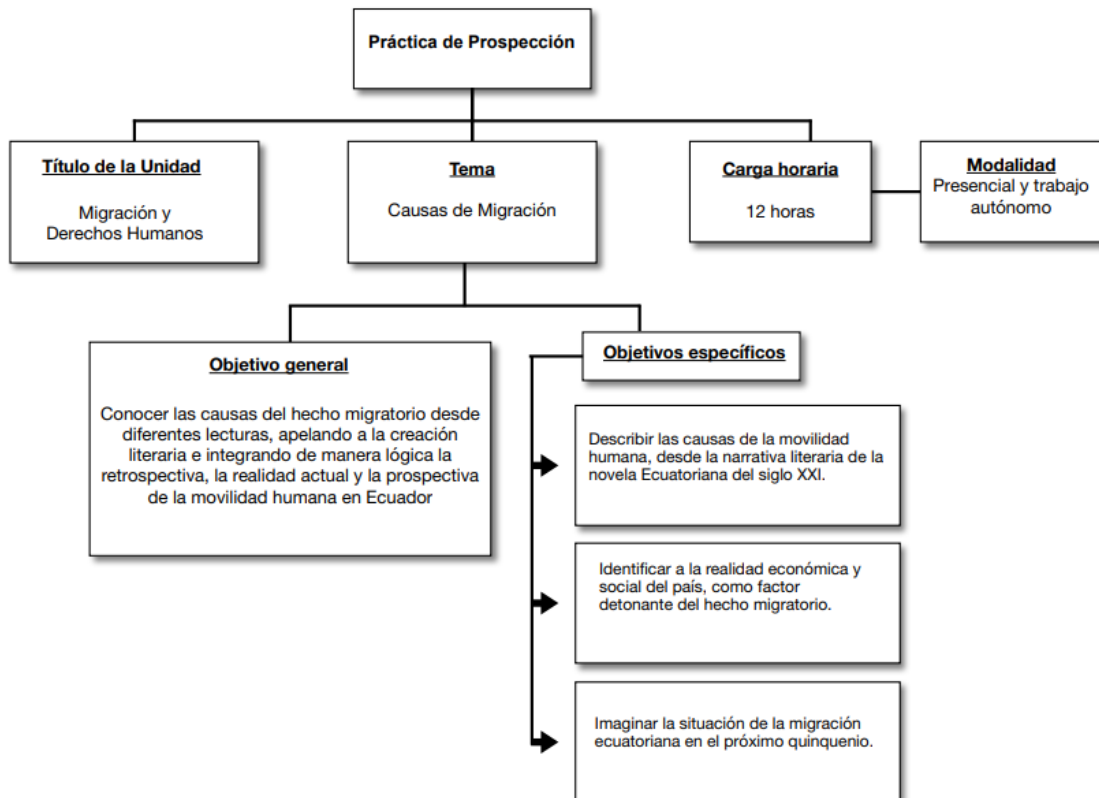 Práctica de Prospección
Título de la Unidad
Migración y
Derechos Humanos
Tema
Causas de Migración
Carga horaria
12 horas
Modalidad
Presencial y trabajo
autónomo
Objetivo general
Conocer las causas del hecho migratorio desde
diferentes lecturas, apelando a la creación
literaria e integrando de manera lógica la
retrospectiva, la realidad actual y la prospectiva
de la movilidad humana en Ecuador
Objetivos específicos
Describir las causas de la movilidad
humana, desde la narrativa literaria de la
novela Ecuatoriana del siglo XXI.
Identificar a la realidad económica y
social del país, como factor
detonante del hecho migratorio.
Imaginar la situación de la migración
ecuatoriana en el próximo quinquenio.